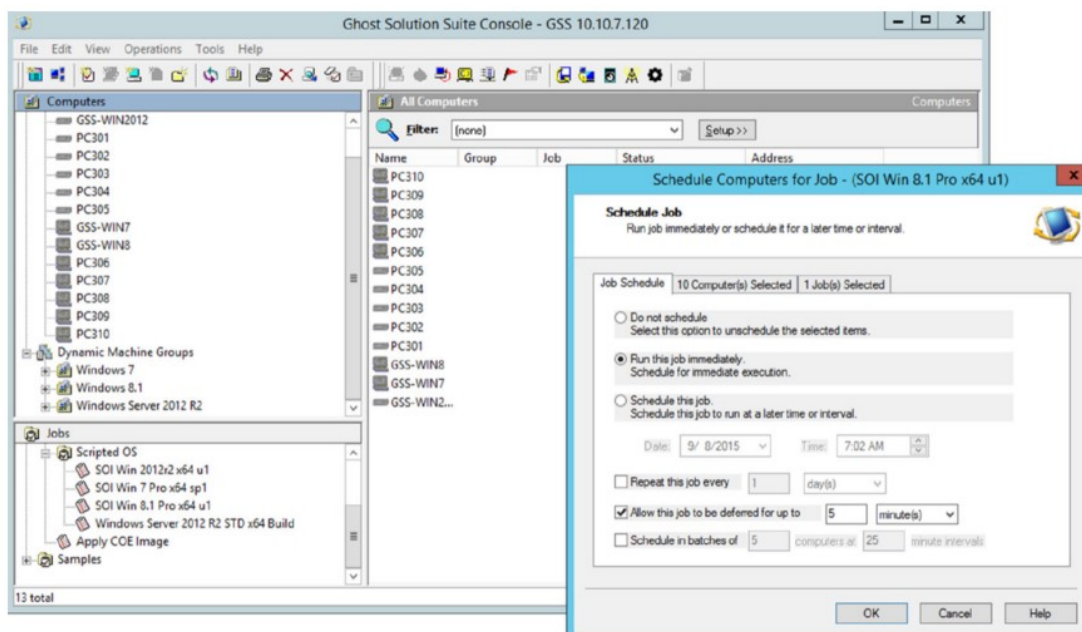 Ghost Solution Suite Console - GSS 10.10.7.120
File Edit View Operations Tools Help
Computers
GSS-WIN2012
PC301
PC302
PC303
PC304
PC305
GSS-WIN7
GSS-WIN8
PC306
PC307
PC308
PC309
PC310
Dynamic Machine Groups
Windows 7
Windows 8.1
Windows Server 2012 R2
Jobs
Scripted OS
SOI Win 2012r2 x64 u1
SOI Win 7 Pro x64 sp1
SOI Win 8.1 Pro x64 u1
Windows Server 2012 R2 STD x64 Build
Apply COE Image
Samples
13 total
All Computers Computers
Filter: (none) Setup >>
Name Group Job Status Address
PC310
PC309
PC308
PC307
PC306
PC305
PC304
PC303
PC302
PC301
GSS-WIN8
GSS-WIN7
GSS-WIN2...
Schedule Computers for Job - (SOI Win 8.1 Pro x64 u1)
Schedule Job
Run job immediately or schedule it for a later time or interval.
Job Schedule 10 Computer(s) Selected 1 Job(s) Selected
Do not schedule
Select this option to unschedule the selected items.
Run this job immediately.
Schedule for immediate execution.
Schedule this job.
Schedule this job to run at a later time or interval.
Date: 9/ 8/2015 Time: 7:02 AM
Repeat this job every 1 day(s)
Allow this job to be deferred for up to 5 minute(s)
Schedule in batches of 5 computers at 25 minute intervals
OK Cancel Help